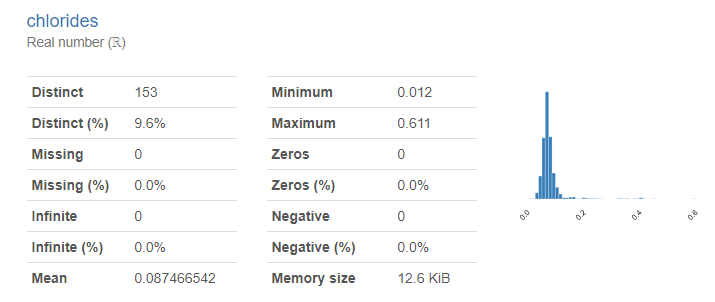 chlorides
Real number (ℝ)
Distinct 153
Distinct (%) 9.6%
Missing 0
Missing (%) 0.0%
Infinite 0
Infinite (%) 0.0%
Mean 0.087466542
Minimum 0.012
Maximum 0.611
Zeros 0
Zeros (%) 0.0%
Negative 0
Negative (%) 0.0%
Memory size 12.6 KiB
0.0 0.2 0.4 0.6